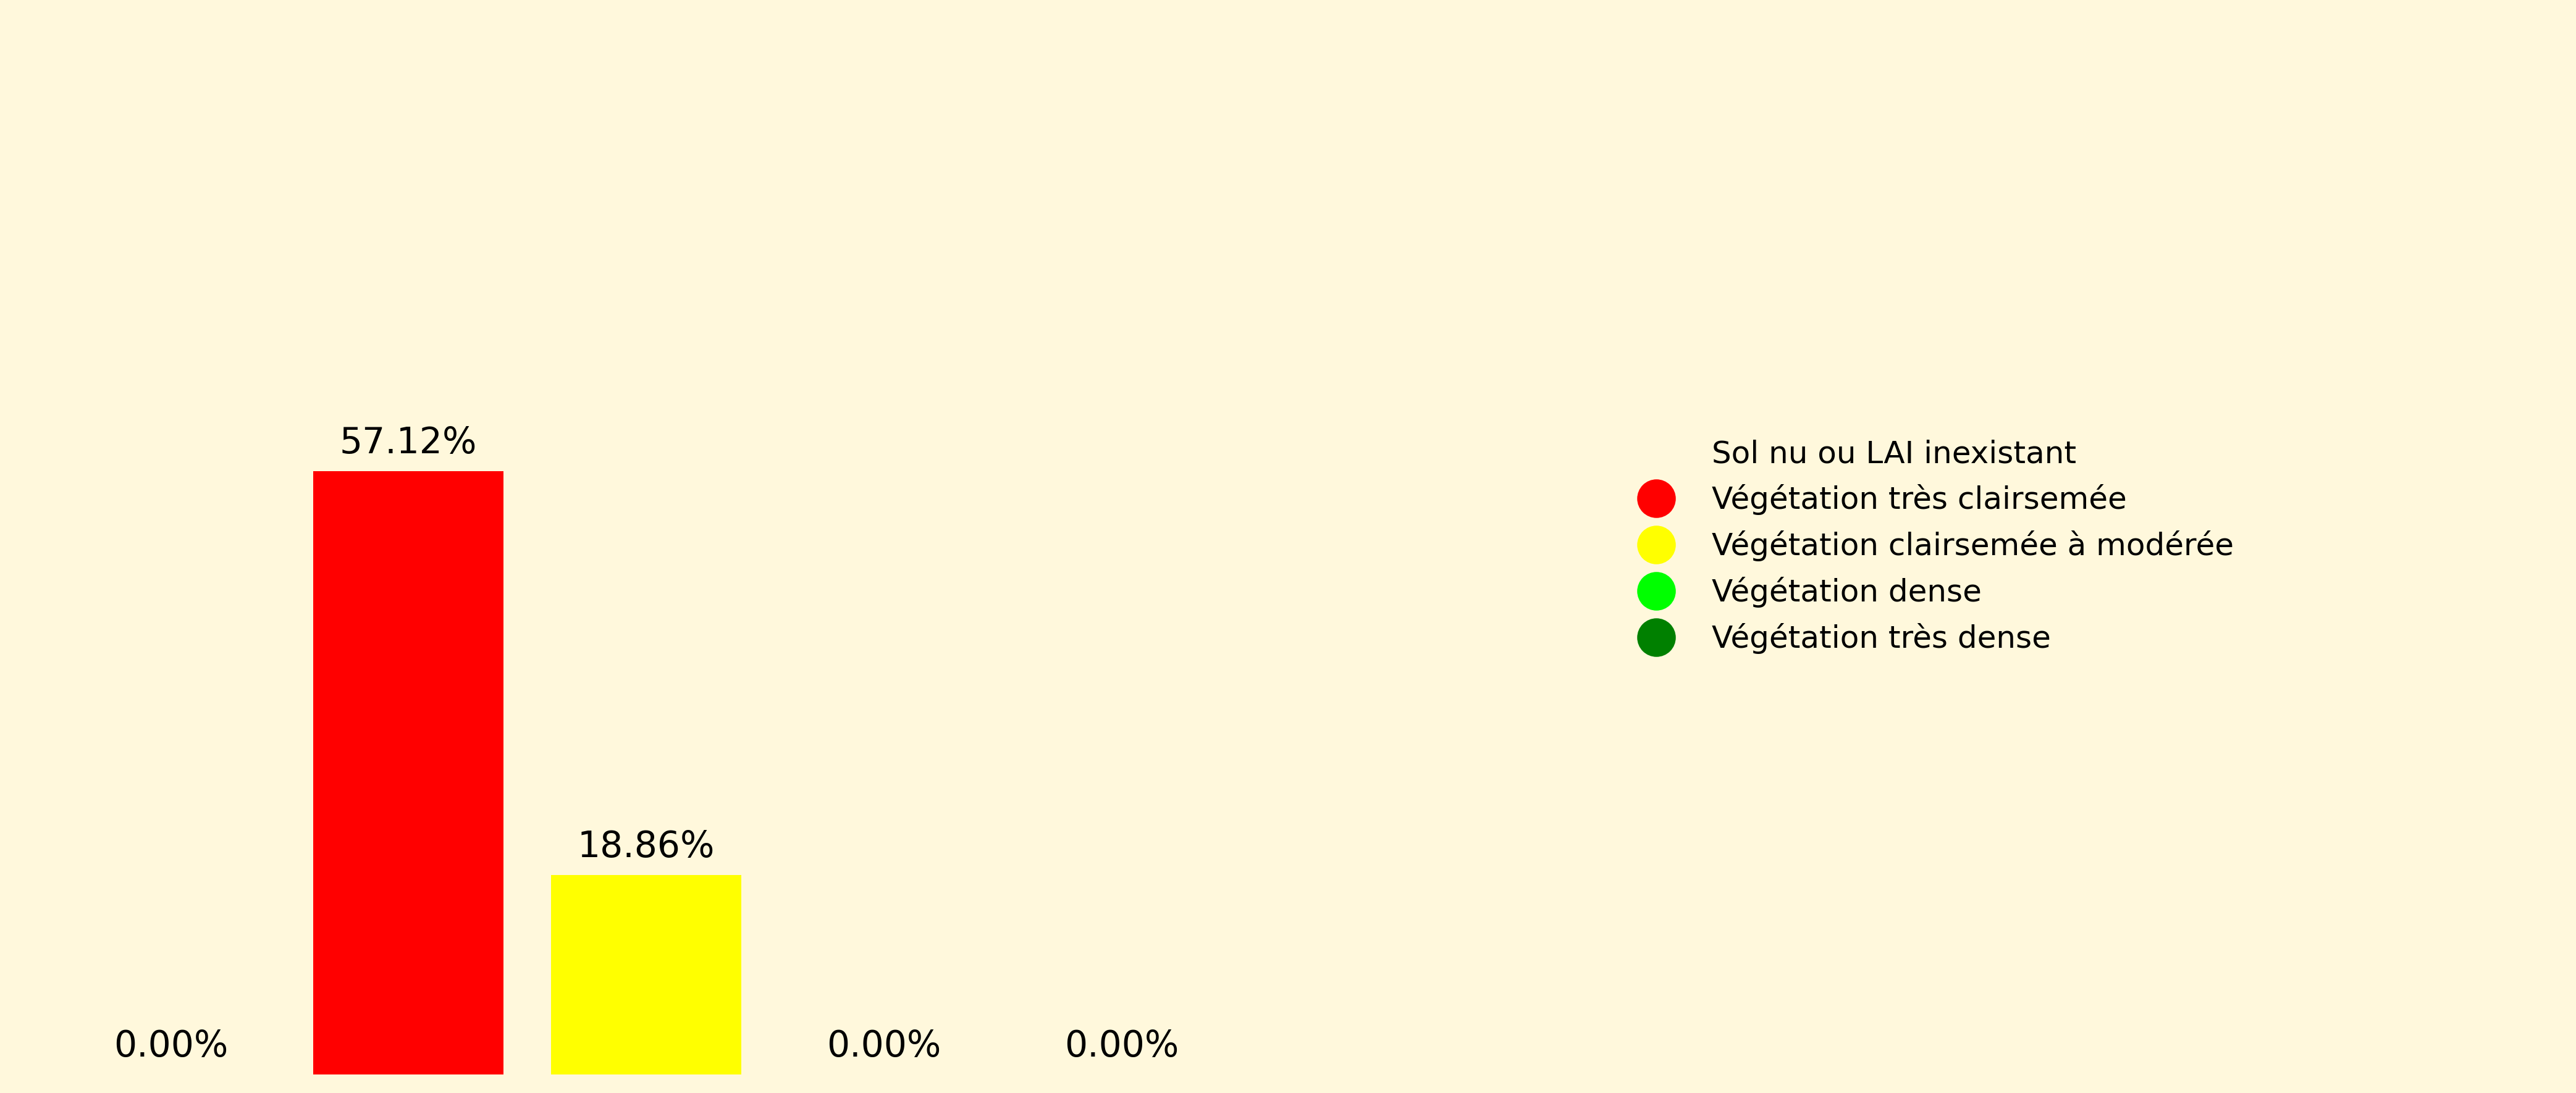 57.12%
18.86%
0.00%
0.00%
0.00%
Sol nu ou LAI inexistant
Végétation très clairsemée
Végétation clairsemée à modérée
Végétation dense
Végétation très dense